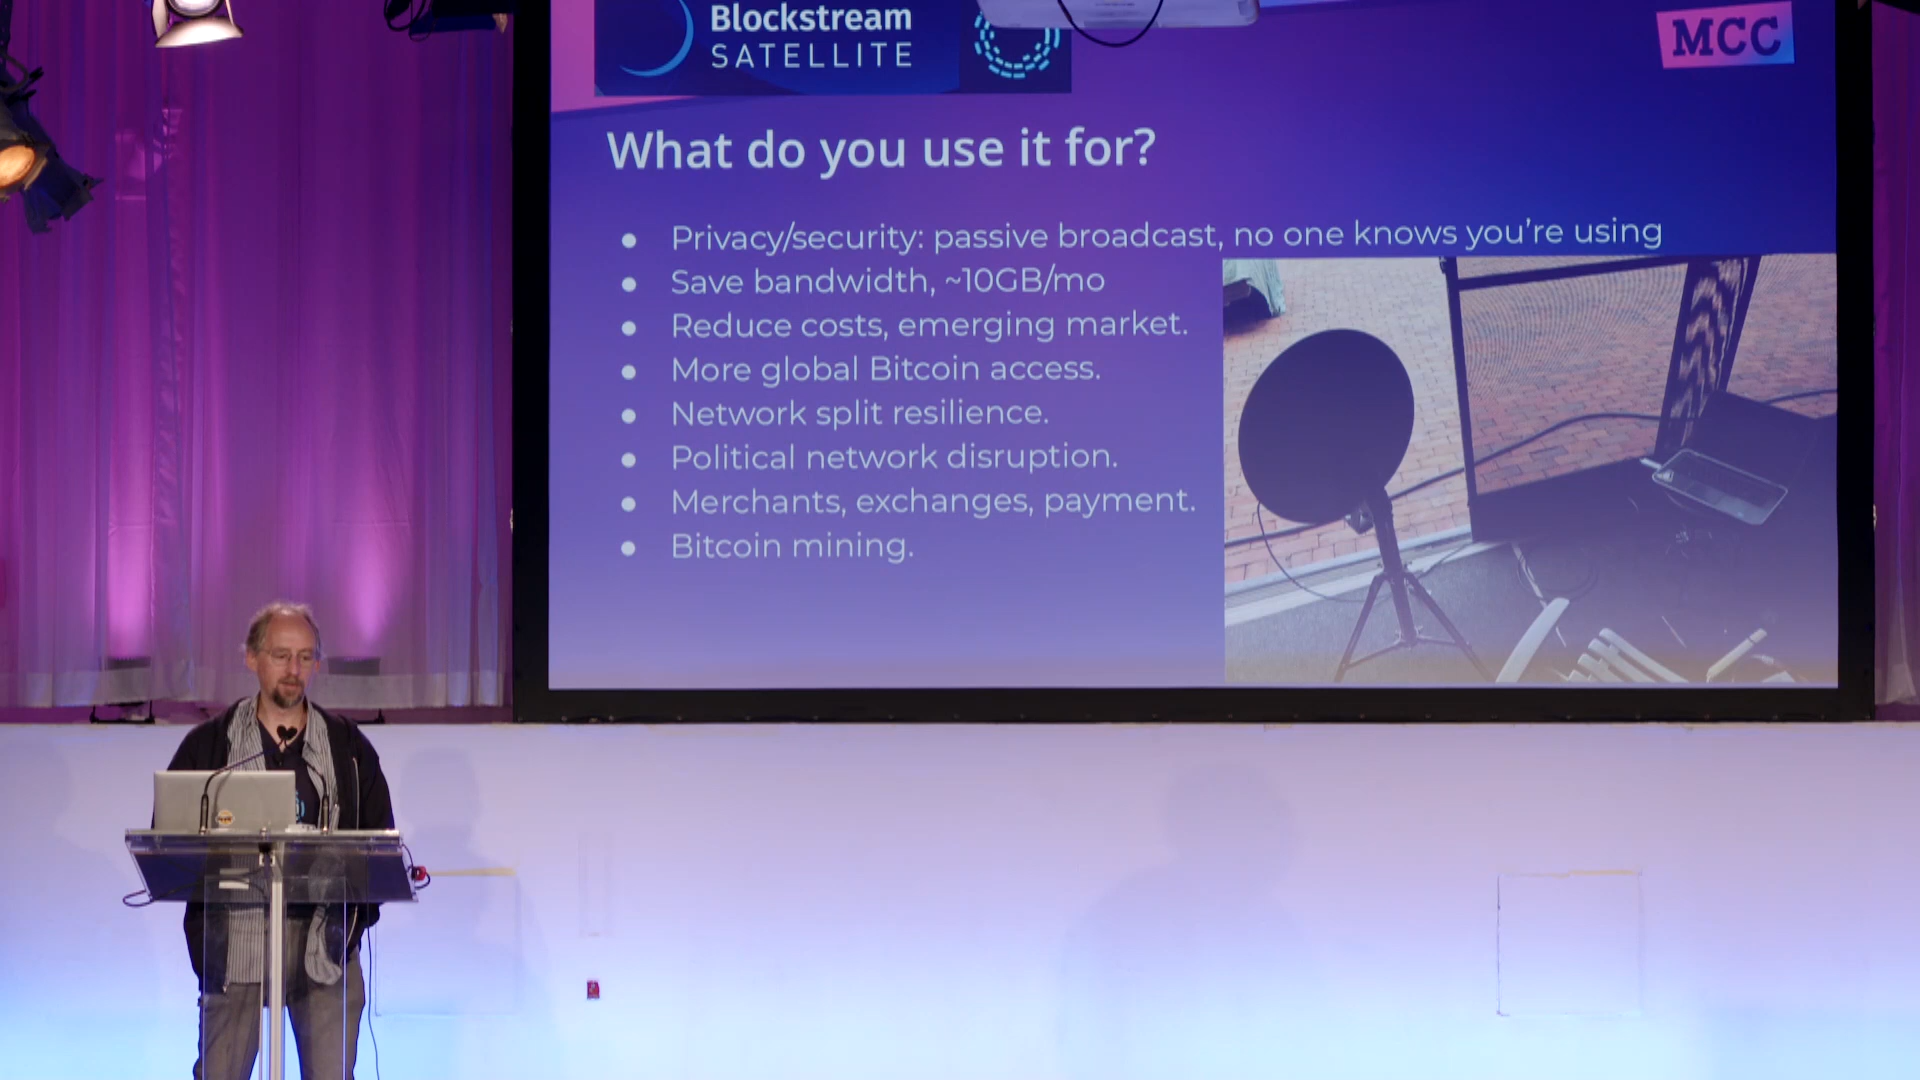 Blockstream
SATELLITE
MCC
What do you use it for?
● Privacy/security: passive broadcast, no one knows you're using
● Save bandwidth, ~10GB/mo
● Reduce costs, emerging market.
● More global Bitcoin access.
● Network split resilience.
● Political network disruption.
● Merchants, exchanges, payment.
● Bitcoin mining.